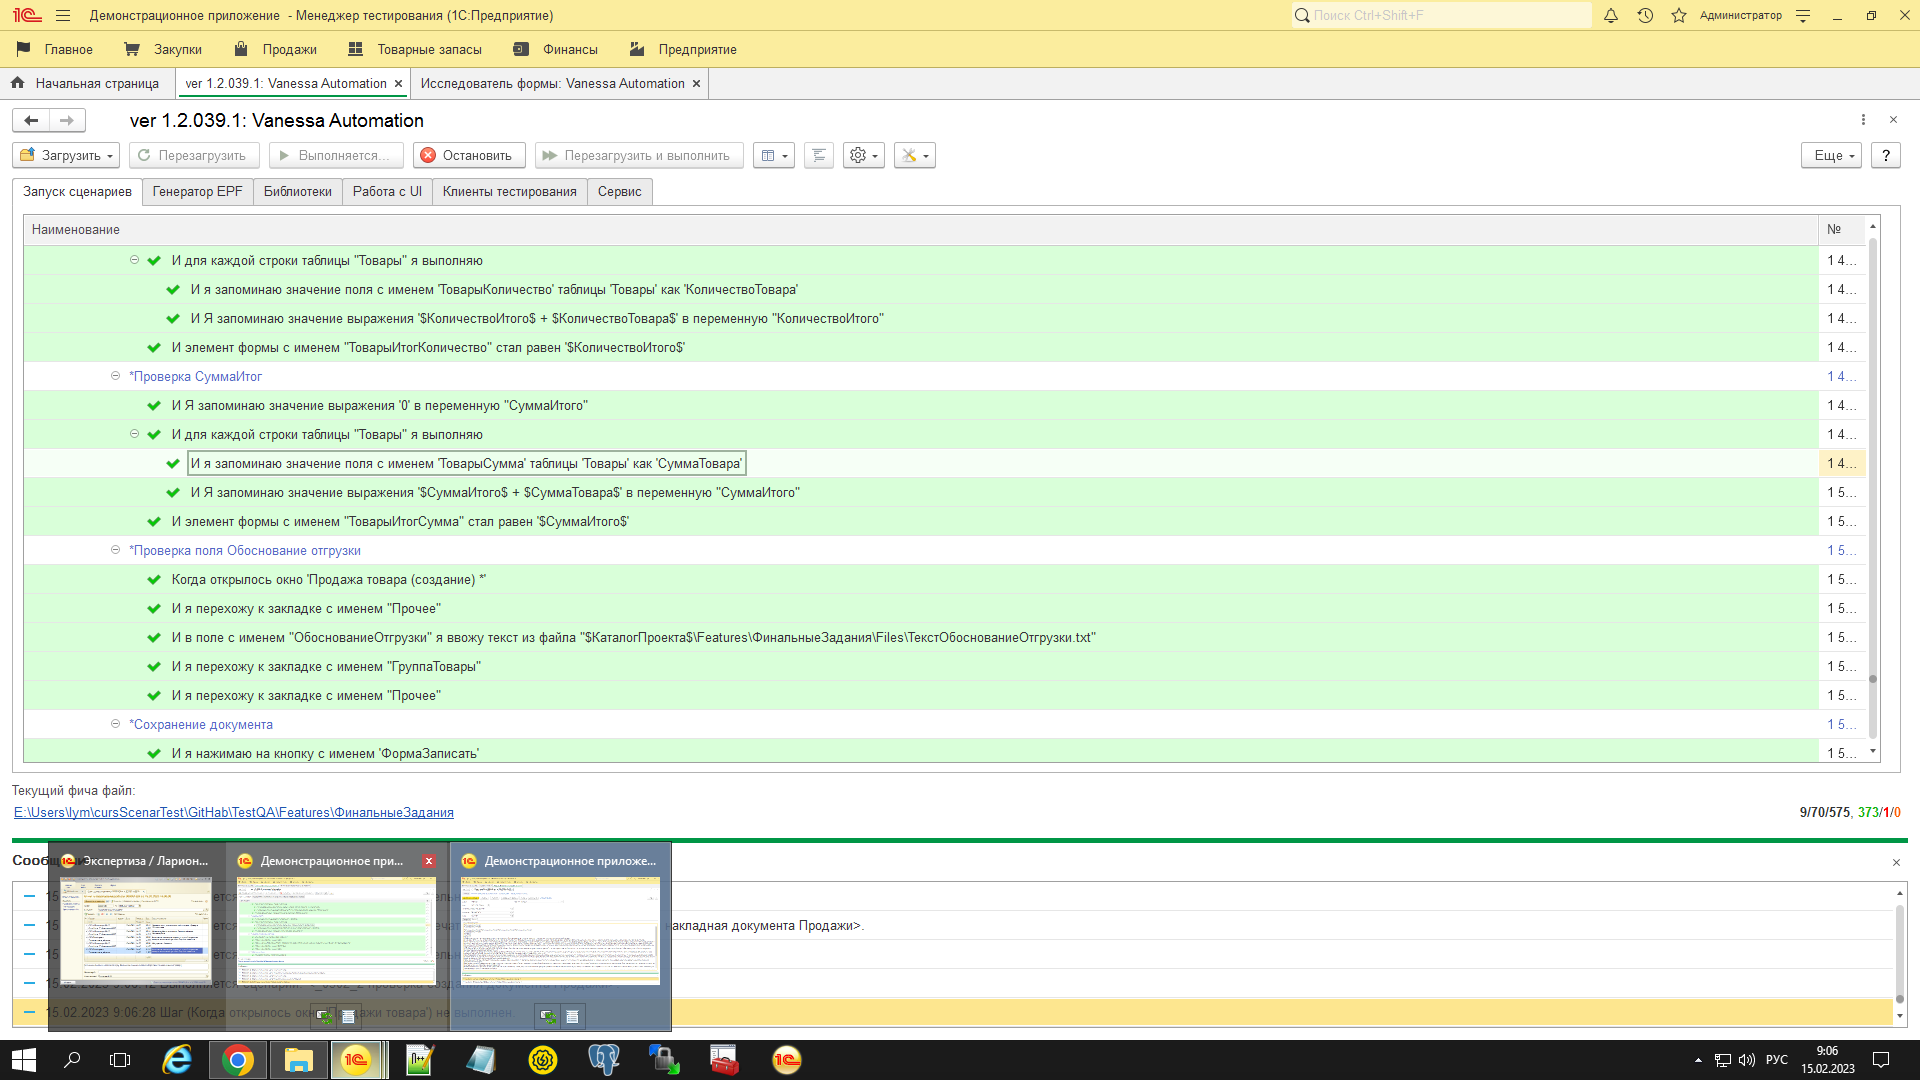 Демонстрационное приложение - Менеджер тестирования (1С:Предприятие)
Поиск Ctrl+Shift+F
Администратор
Главное
Закупки
Продажи
Товарные запасы
Финансы
Предприятие
Начальная страница
ver 1.2.039.1: Vanessa Automation
Исследователь формы: Vanessa Automation
ver 1.2.039.1: Vanessa Automation
Загрузить
Перезагрузить
Выполняется...
Остановить
Перезагрузить и выполнить
Еще
?
Запуск сценариев
Генератор EPF
Библиотеки
Работа с UI
Клиенты тестирования
Сервис
Наименование №
И для каждой строки таблицы "Товары" я выполняю 1 4...
И я запоминаю значение поля с именем 'ТоварыКоличество' таблицы 'Товары' как 'КоличествоТовара' 1 4...
И Я запоминаю значение выражения '$КоличествоИтого$ + $КоличествоТовара$' в переменную "КоличествоИтого" 1 4...
И элемент формы с именем "ТоварыИтогКоличество" стал равен '$КоличествоИтого$' 1 4...
*Проверка СуммаИтог 1 4...
И Я запоминаю значение выражения '0' в переменную "СуммаИтого" 1 4...
И для каждой строки таблицы "Товары" я выполняю 1 4...
И я запоминаю значение поля с именем 'ТоварыСумма' таблицы 'Товары' как 'СуммаТовара' 1 4...
И Я запоминаю значение выражения '$СуммаИтого$ + $СуммаТовара$' в переменную "СуммаИтого" 1 5...
И элемент формы с именем "ТоварыИтогСумма" стал равен '$СуммаИтого$' 1 5...
*Проверка поля Обоснование отгрузки 1 5...
Когда открылось окно 'Продажа товара (создание) *' 1 5...
И я перехожу к закладке с именем "Прочее" 1 5...
И в поле с именем "ОбоснованиеОтгрузки" я ввожу текст из файла "$КаталогПроекта$\Features\ФинальныеЗадания\Files\ТекстОбоснованиеОтгрузки.txt" 1 5...
И я перехожу к закладке с именем "ГруппаТовары" 1 5...
И я перехожу к закладке с именем "Прочее" 1 5...
*Сохранение документа 1 5...
И я нажимаю на кнопку с именем 'ФормаЗаписать' 1 5...
Текущий фича файл:
E:\Users\lym\cursScenarTest\GitHab\TestQA\Features\ФинальныеЗадания
9/70/575, 373/1/0
Экспертиза / Ларион...
Демонстрационное при...
Демонстрационное приложе...
накладная документа Продажи>.
15.02.2023 9:06:28 Шаг (Когда открылось окно 'Продажи товара') не выполнен
РУС
9:06
15.02.2023